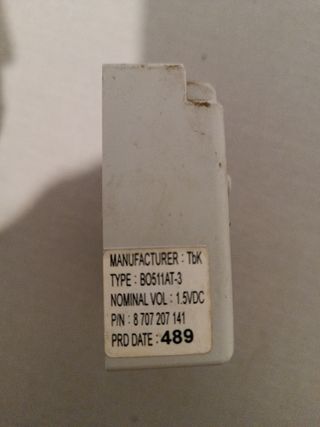 MANUFACTURER : TbK
TYPE : BO511AT-3
NOMINAL VOL : 1.5VDC
P/N : 8 707 207 141
PRD DATE : 489